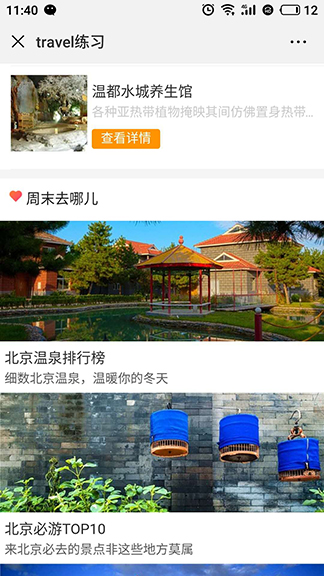 11:40
4G
12
travel练习
温都水城养生馆
各种亚热带植物掩映其间仿佛置身热带...
查看详情
周末去哪儿
北京温泉排行榜
细数北京温泉，温暖你的冬天
北京必游TOP10
来北京必去的景点非这些地方莫属